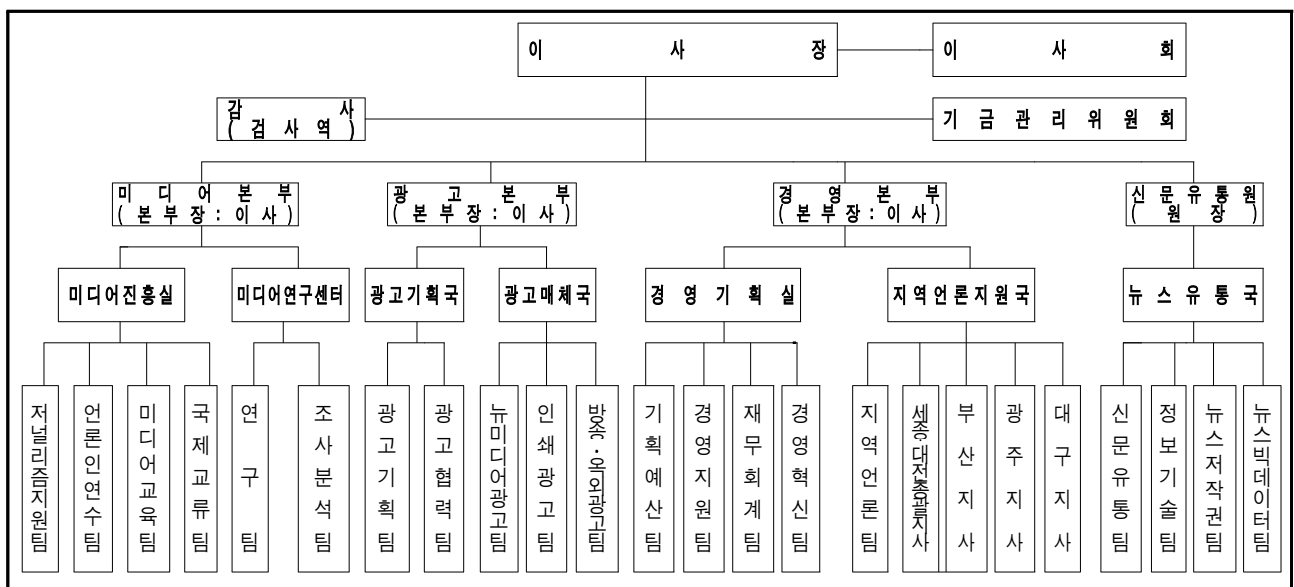 이 사 장
이 사 회
감 사
( 검 사 역 )
기 금 관 리 위 원 회
미 디 어 본 부
( 본 부 장 : 이 사 )
광 고 본 부
( 본 부 장 : 이 사 )
경 영 본 부
( 본 부 장 : 이 사 )
신 문 유 통 원
( 원 장 )
미디어진흥실
미디어연구센터
광고기획국
광고매체국
경 영 기 획 실
지 역 언 론 지 원 국
뉴 스 유 통 국
저널리즘지원팀
언론인연수팀
미디어교육팀
국제교류팀
연구팀
조사분석팀
광고기획팀
광고협력팀
뉴미디어광고팀
인쇄광고팀
방송·옥외광고팀
기획예산팀
경영지원팀
재무회계팀
경영혁신팀
지역언론팀
세종대전총괄지사
부산지사
광주지사
대구지사
신문유통팀
정보기술팀
뉴스저작권팀
뉴스빅데이터팀